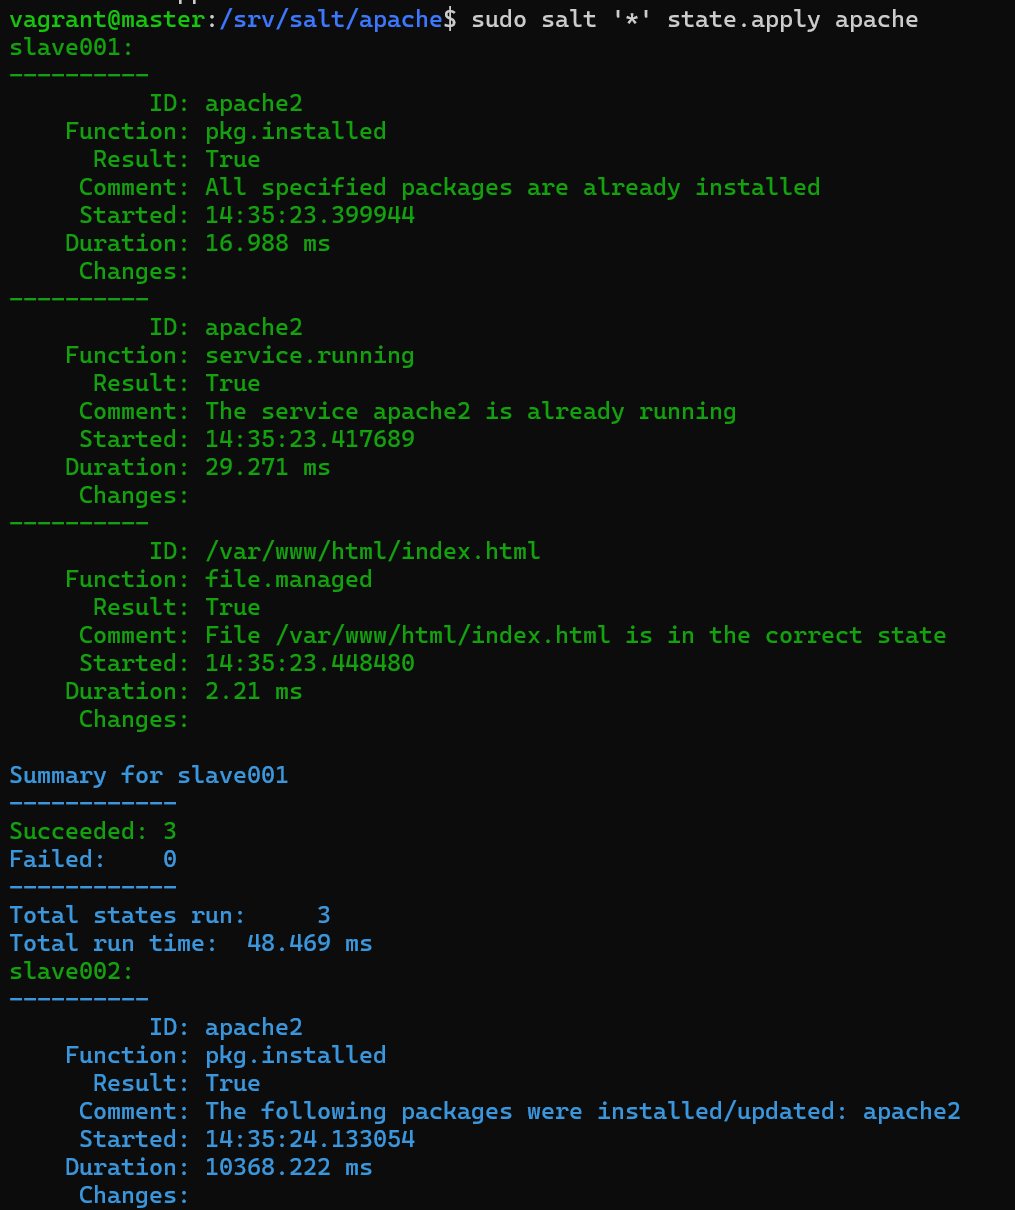 vagrant@master:/srv/salt/apache$ sudo salt '*' state.apply apache
slave001:
----------
          ID: apache2
    Function: pkg.installed
      Result: True
     Comment: All specified packages are already installed
     Started: 14:35:23.399944
    Duration: 16.988 ms
     Changes:
----------
          ID: apache2
    Function: service.running
      Result: True
     Comment: The service apache2 is already running
     Started: 14:35:23.417689
    Duration: 29.271 ms
     Changes:
----------
          ID: /var/www/html/index.html
    Function: file.managed
      Result: True
     Comment: File /var/www/html/index.html is in the correct state
     Started: 14:35:23.448480
    Duration: 2.21 ms
     Changes:

Summary for slave001
------------
Succeeded: 3
Failed:    0
------------
Total states run:     3
Total run time:  48.469 ms
slave002:
----------
          ID: apache2
    Function: pkg.installed
      Result: True
     Comment: The following packages were installed/updated: apache2
     Started: 14:35:24.133054
    Duration: 10368.222 ms
     Changes: